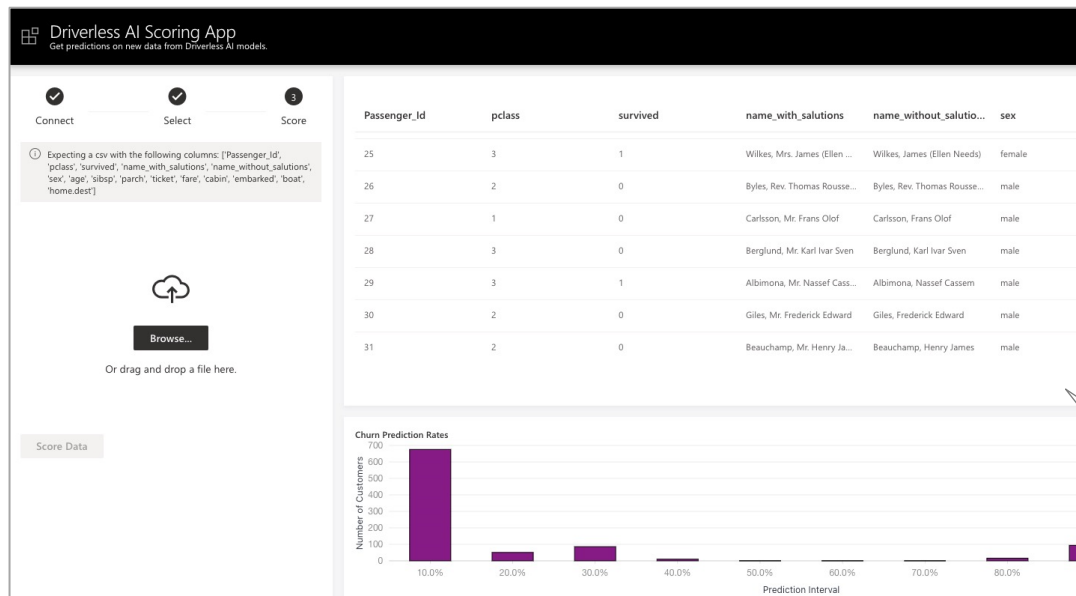 Driverless AI Scoring App
Get predictions on new data from Driverless AI models.
Connect
Select
3
Score
Expecting a csv with the following columns: ['Passenger_Id',
'pclass', 'survived', 'name_with_salutions', 'name_without_salutions',
'sex', 'age', 'sibsp', 'parch', 'ticket', 'fare', 'cabin', 'embarked', 'boat',
'home.dest']
Browse...
Or drag and drop a file here.
Score Data
Passenger_Id pclass survived name_with_salutions name_without_salutio... sex
25 3 1 Wilkes, Mrs. James (Ellen ... Wilkes, James (Ellen Needs) female
26 2 0 Byles, Rev. Thomas Rousse... Byles, Rev. Thomas Rousse... male
27 1 0 Carlsson, Mr. Frans Olof Carlsson, Frans Olof male
28 3 0 Berglund, Mr. Karl Ivar Sven Berglund, Karl Ivar Sven male
29 3 1 Albimona, Mr. Nassef Cass... Albimona, Nassef Cassem male
30 2 0 Giles, Mr. Frederick Edward Giles, Frederick Edward male
31 2 0 Beauchamp, Mr. Henry Ja... Beauchamp, Henry James male
Churn Prediction Rates
Number of Customers
700
600
500
400
300
200
100
0
10.0% 20.0% 30.0% 40.0% 50.0% 60.0% 70.0% 80.0%
Prediction Interval